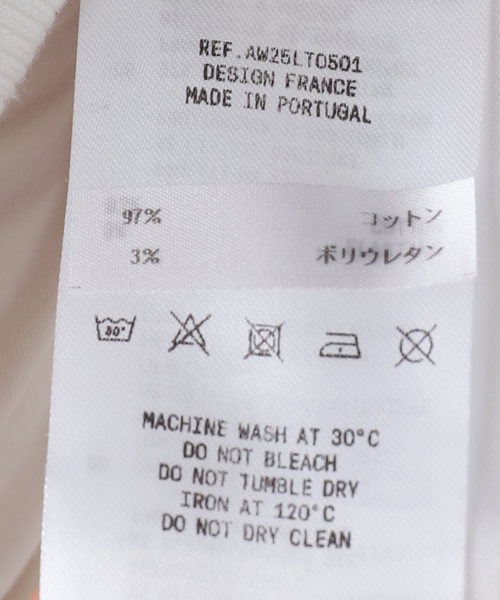 REF.AW25LT0501
DESIGN FRANCE
MADE IN PORTUGAL
97% コットン
3% ポリウレタン
30°
MACHINE WASH AT 30°C
DO NOT BLEACH
DO NOT TUMBLE DRY
IRON AT 120°C
DO NOT DRY CLEAN